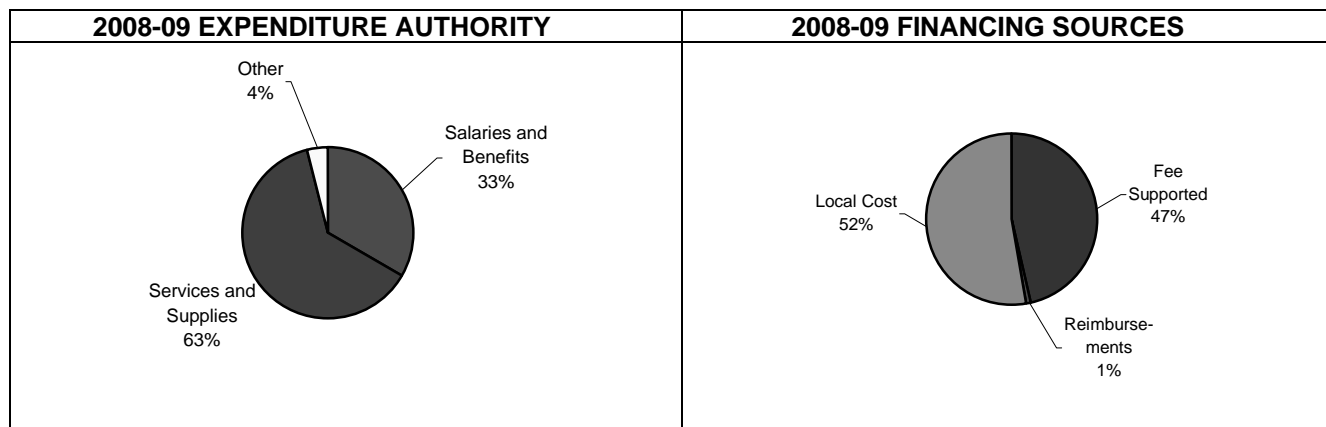 2008-09 EXPENDITURE AUTHORITY
Other
4%
Salaries and
Benefits
33%
Services and
Supplies
63%
2008-09 FINANCING SOURCES
Fee
Supported
47%
Local Cost
52%
Reimburse-
ments
1%